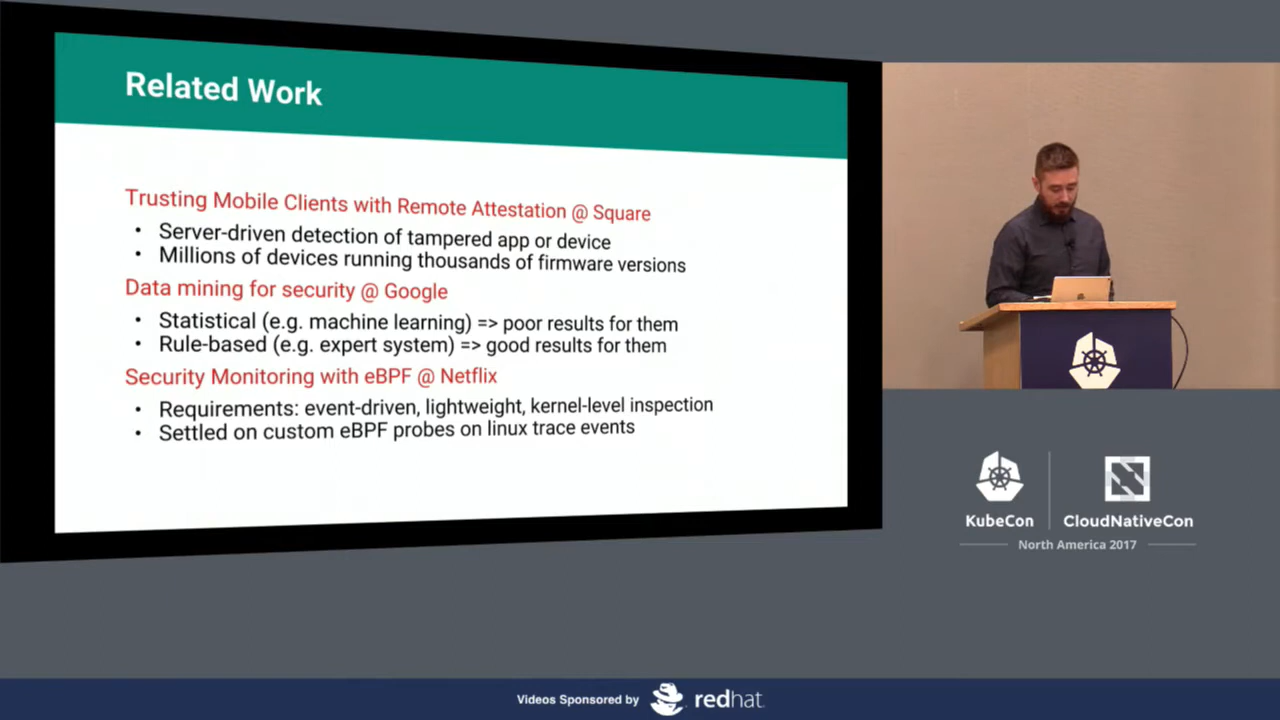 Related Work
Trusting Mobile Clients with Remote Attestation @ Square
• Server-driven detection of tampered app or device
• Millions of devices running thousands of firmware versions
Data mining for security @ Google
• Statistical (e.g. machine learning) => poor results for them
• Rule-based (e.g. expert system) => good results for them
Security Monitoring with eBPF @ Netflix
• Requirements: event-driven, lightweight, kernel-level inspection
• Settled on custom eBPF probes on linux trace events
KubeCon
CloudNativeCon
North America 2017
Videos Sponsored by
redhat.